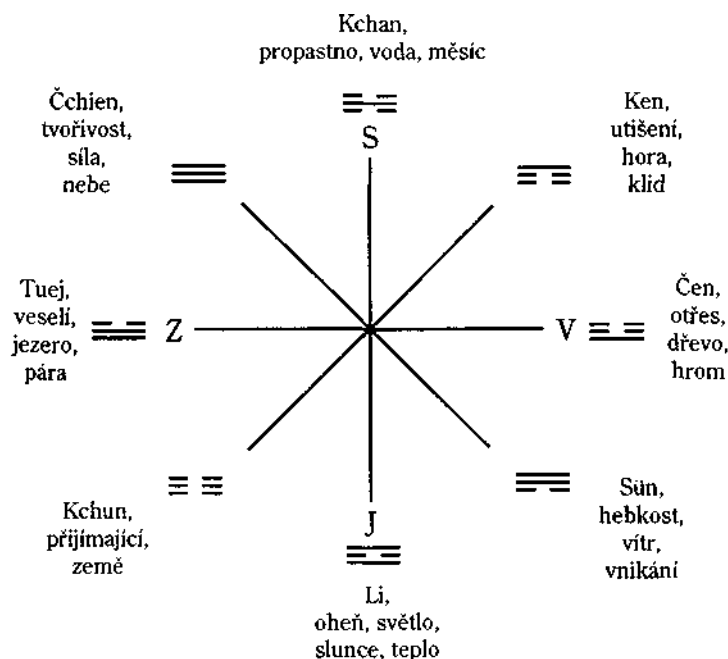 Kchan,
propastno, voda, měsíc
S
Čchien,
tvořivost,
síla,
nebe
Ken,
utišení,
hora,
klid
Tuej,
veselí,
jezero,
pára
Z
V
Čen,
otřes,
dřevo,
hrom
Kchun,
přijímající,
země
J
Li,
oheň, světlo,
slunce, teplo
Sün,
hebkost,
vítr,
vnikání